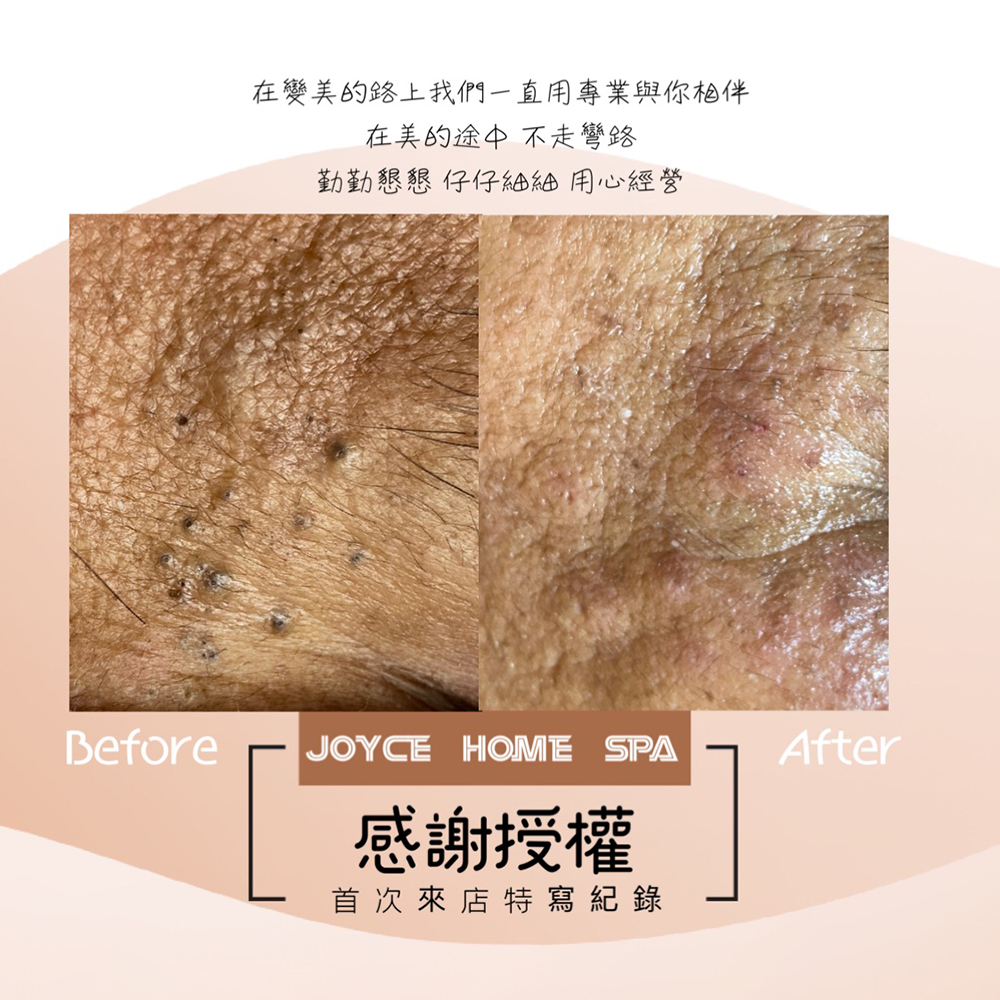 在變美的路上我們一直用專業與你相伴
在美的途中 不走彎路
勤勤懇懇 仔仔細細 用心經營
Before
JOYCE HOME SPA
After
感謝授權
首次來店特寫紀錄